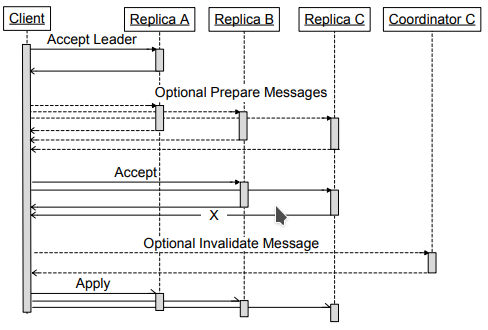 Client
Replica A
Replica B
Replica C
Coordinator C
Accept Leader
Optional Prepare Messages
Accept
X
Optional Invalidate Message
Apply